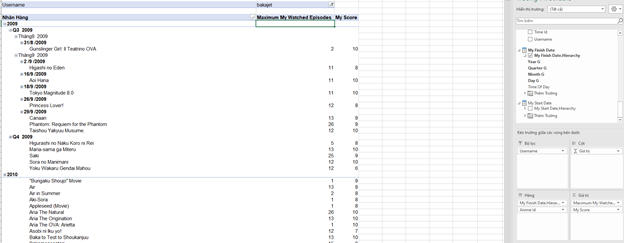 Username bakajet
Nhãn Hàng Maximum My Watched Episodes My Score
2009
Q3 2009
Tháng8 2009
31/8 /2009
Gunslinger Girl: Il Teatrino OVA 2 10
Tháng9 2009
2 /9 /2009
Higashi no Eden 11 8
16/9 /2009
Aoi Hana 11 10
18/9 /2009
Tokyo Magnitude 8.0 11 10
26/9 /2009
Princess Lover! 12 8
29/9 /2009
Canaan 13 9
Phantom: Requiem for the Phantom 26 9
Taishou Yakyuu Musume. 12 10
Q4 2009
Higurashi no Naku Koro ni Rei 5 8
Maria-sama ga Miteru 13 10
Saki 25 9
Sora no Manimani 12 10
Yoku Wakaru Gendai Mahou 12 6
2010
"Bungaku Shoujo" Movie 1 9
Air 13 8
Air in Summer 2 8
Aki-Sora 1 8
Appleseed (Movie) 1 8
Aria The Natural 26 10
Aria The Origination 13 10
Aria The OVA: Arietta 1 10
Asobi ni Iku yo! 12 7
Baka to Test to Shoukanjuu 13 10
Hiển thị trường: (Tất cả)
Tìm kiếm
Time Id
Username
My Finish Date
My Finish Date.Hierarchy
Year G
Quarter G
Month G
Day G
Time Of Day
Thêm Trường
My Start Date
My Start Date.Hierarchy
Thêm Trường
Kéo trường giữa các vùng bên dưới:
Bộ lọc Cột
Username Giá trị
Hàng Giá trị
My Finish Date.Hiera... Maximum My Watche...
Anime Id My Score